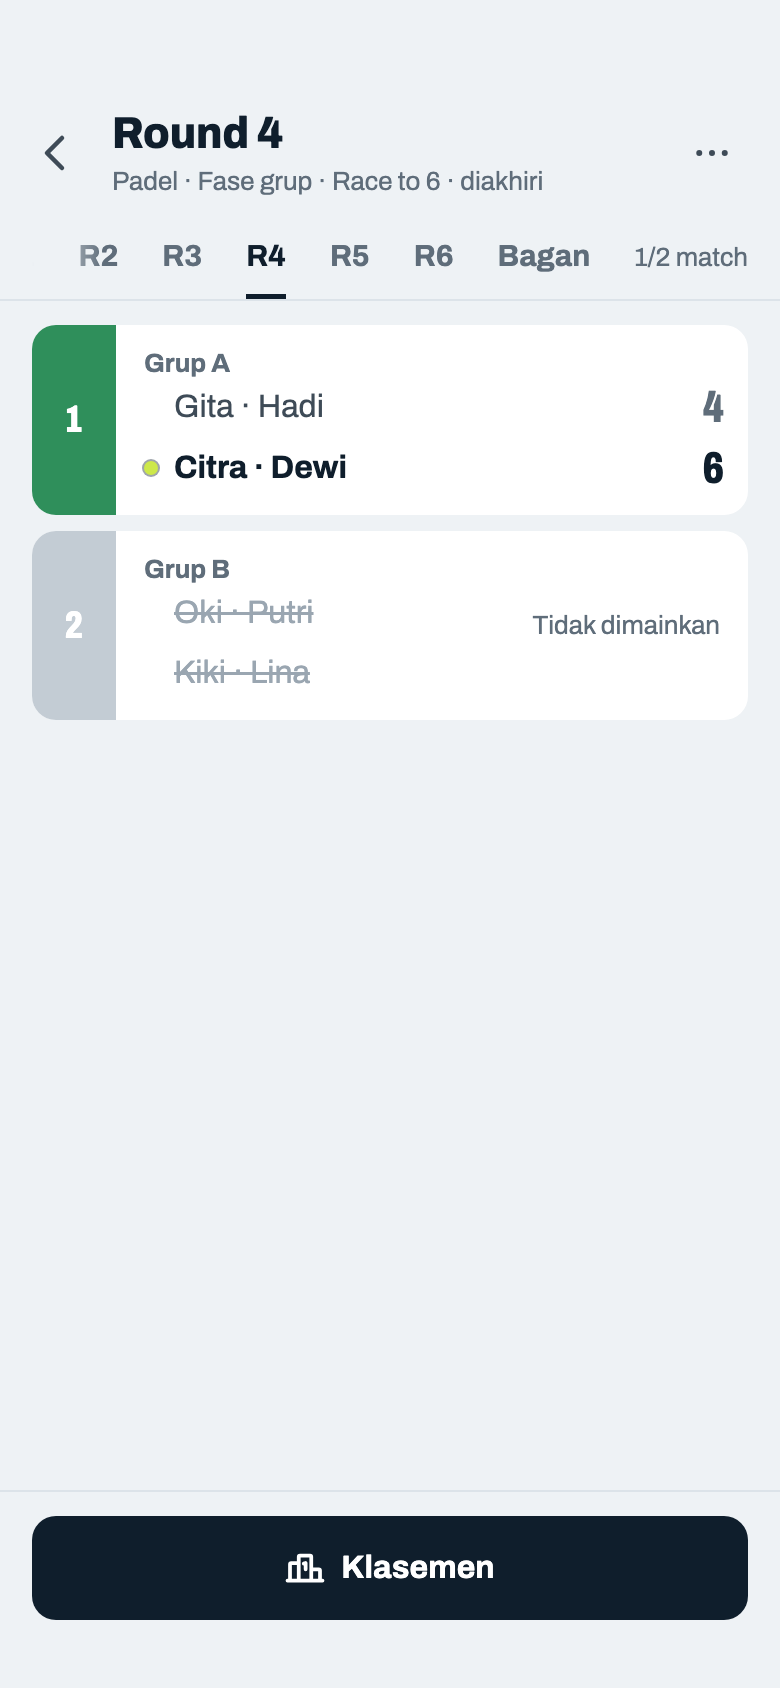 Round 4
Padel · Fase grup · Race to 6 · diakhiri
R2 R3 R4 R5 R6 Bagan 1/2 match
1
Grup A
Gita · Hadi 4
Citra · Dewi 6
2
Grup B
Oki · Putri
Tidak dimainkan
Kiki · Lina
Klasemen